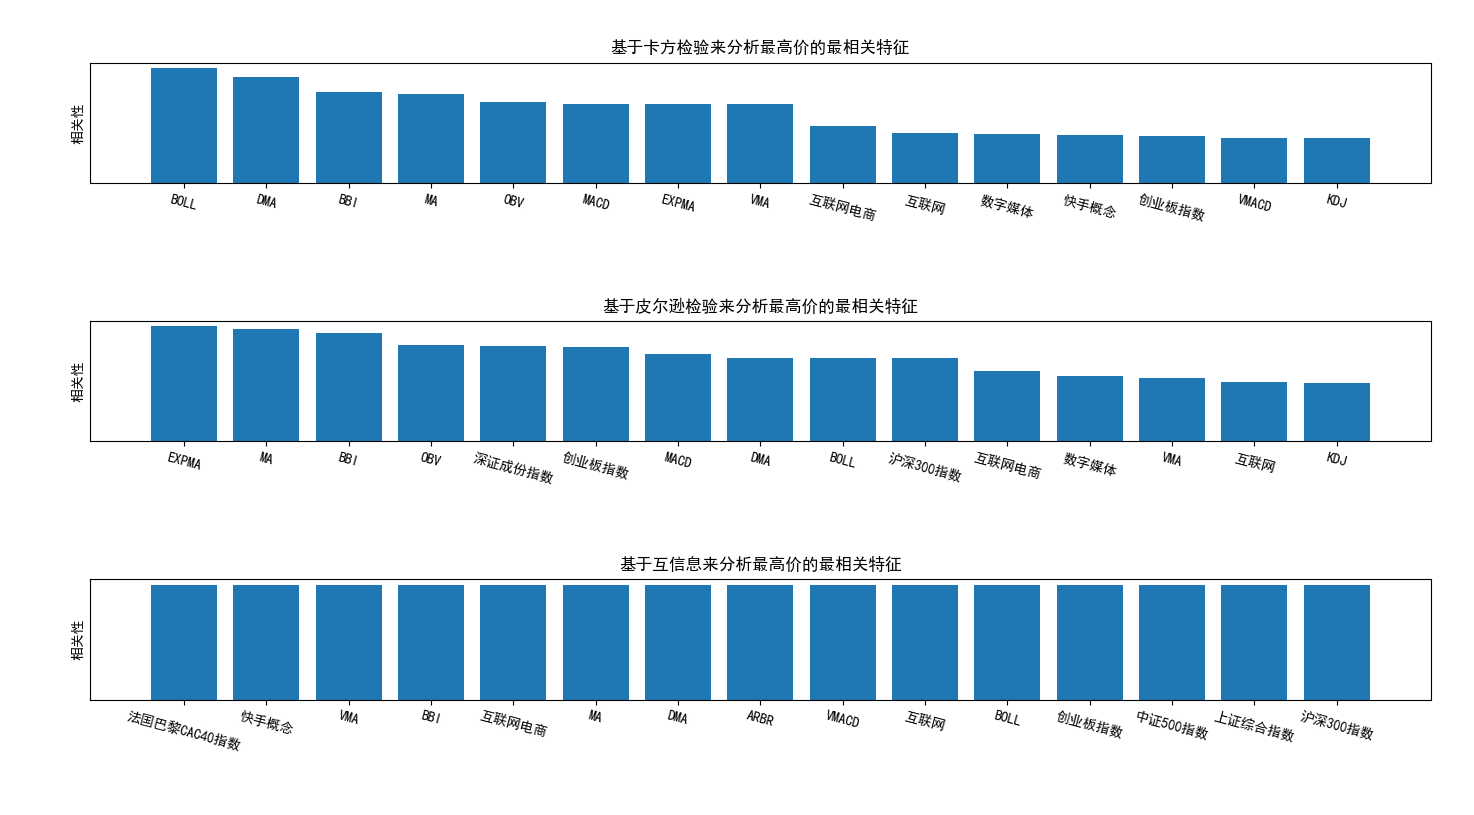 基于卡方检验来分析最高价的最相关特征
相关性
BOLL DMA BBI MA OBV MACD EXPMA VMA 互联网电商 互联网 数字媒体 快手概念 创业板指数 VMACD KDJ
基于皮尔逊检验来分析最高价的最相关特征
相关性
EXPMA MA BBI OBV 深证成份指数 创业板指数 MACD DMA BOLL 沪深300指数 互联网电商 数字媒体 VMA 互联网 KDJ
基于互信息来分析最高价的最相关特征
相关性
法国巴黎CAC40指数 快手概念 VMA BBI 互联网电商 MA DMA ARBR VMACD 互联网 BOLL 创业板指数 中证500指数 上证综合指数 沪深300指数